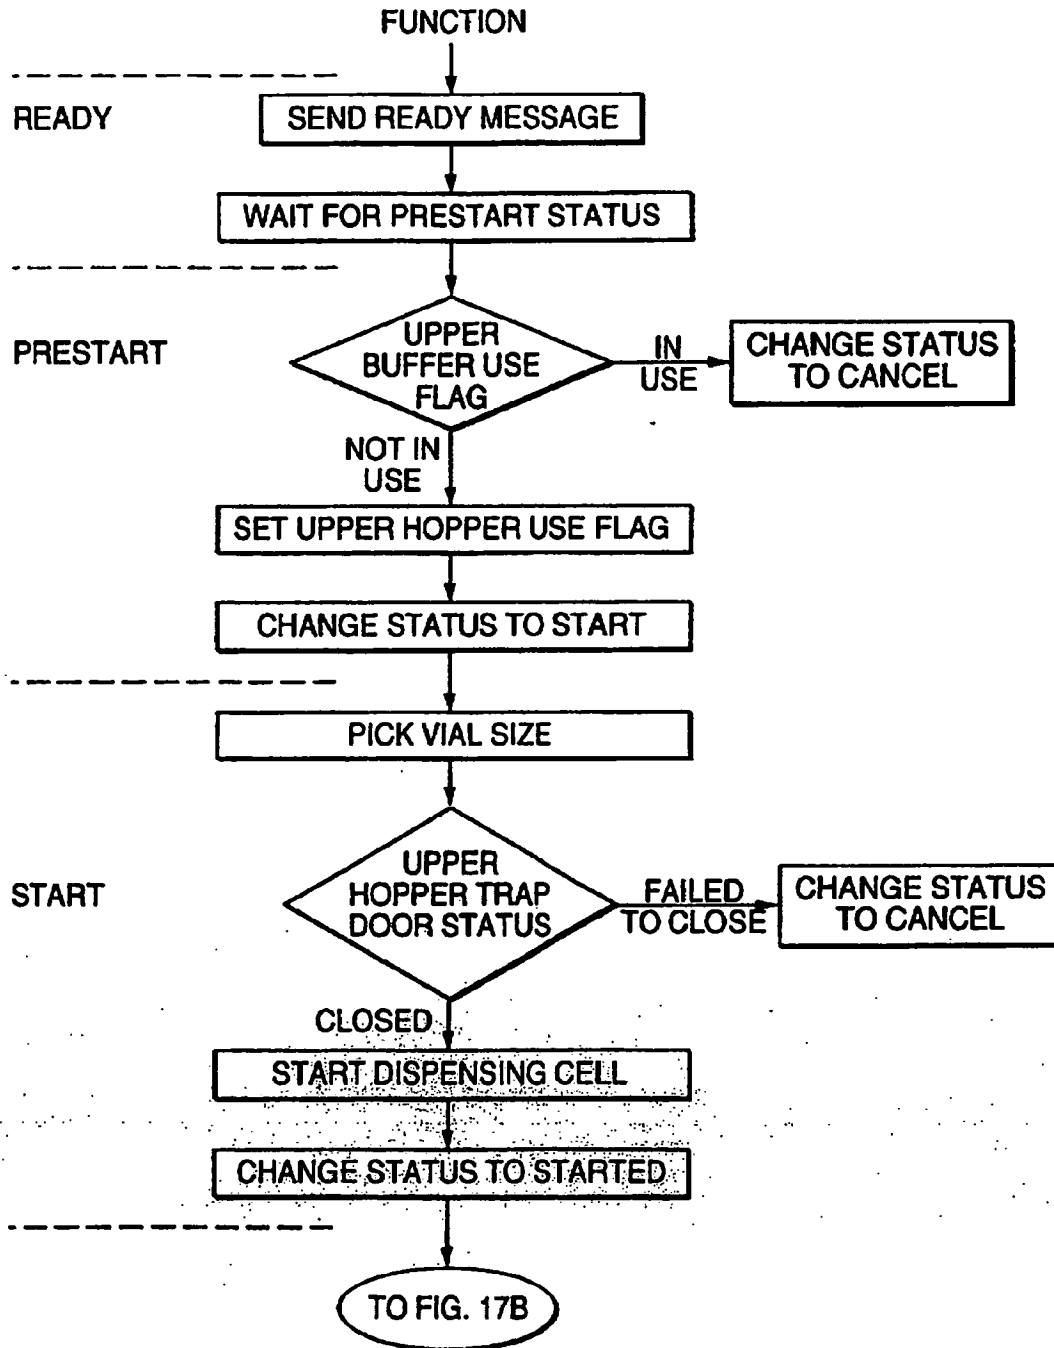 FUNCTION
READY
SEND READY MESSAGE
WAIT FOR PRESTART STATUS
PRESTART
UPPER
BUFFER USE
FLAG
IN
USE
CHANGE STATUS
TO CANCEL
NOT IN
USE
SET UPPER HOPPER USE FLAG
CHANGE STATUS TO START
PICK VIAL SIZE
START
UPPER
HOPPER TRAP
DOOR STATUS
FAILED
TO CLOSE
CHANGE STATUS
TO CANCEL
CLOSED
START DISPENSING CELL
CHANGE STATUS TO STARTED
TO FIG. 17B